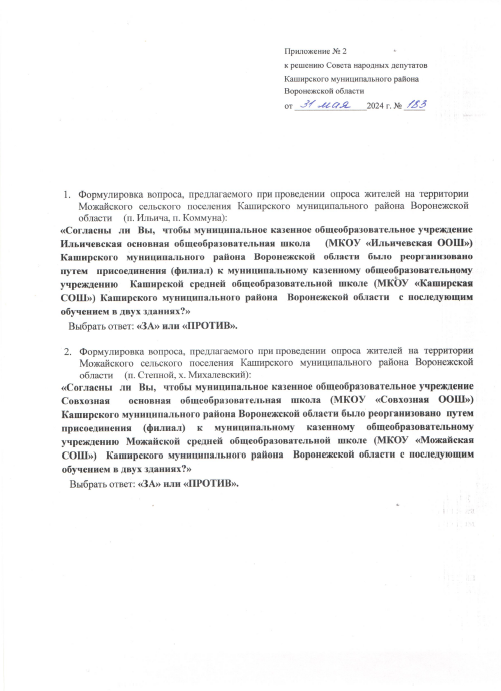 Приложение № 2
к решению Совета народных депутатов
Каширского муниципального района
Воронежской области
от 31 мая 2024 г. № 183
1. Формулировка вопроса, предлагаемого при проведении опроса жителей на территории
Можайского сельского поселения Каширского муниципального района Воронежской
области (п. Ильича, п. Коммуна):
«Согласны ли Вы, чтобы муниципальное казенное общеобразовательное учреждение
Ильичевская основная общеобразовательная школа (МКОУ «Ильичевская ООШ»)
Каширского муниципального района Воронежской области было реорганизовано
путем присоединения (филиал) к муниципальному казенному общеобразовательному
учреждению Каширской средней общеобразовательной школе (МКОУ «Каширская
СОШ») Каширского муниципального района Воронежской области с последующим
обучением в двух зданиях?»
Выбрать ответ: «ЗА» или «ПРОТИВ».
2. Формулировка вопроса, предлагаемого при проведении опроса жителей на территории
Можайского сельского поселения Каширского муниципального района Воронежской
области (п. Степной, х. Михалевский):
«Согласны ли Вы, чтобы муниципальное казенное общеобразовательное учреждение
Совхозная основная общеобразовательная школа (МКОУ «Совхозная ООШ»)
Каширского муниципального района Воронежской области было реорганизовано путем
присоединения (филиал) к муниципальному казенному общеобразовательному
учреждению Можайской средней общеобразовательной школе (МКОУ «Можайская
СОШ») Каширского муниципального района Воронежской области с последующим
обучением в двух зданиях?»
Выбрать ответ: «ЗА» или «ПРОТИВ».